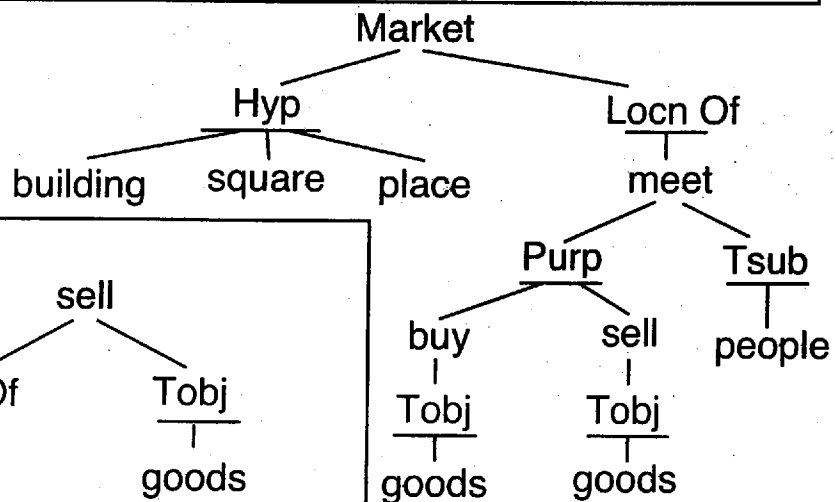 Market
Hyp
Locn Of
building square place
meet
Purp
Tsub
sell
buy
sell
people
Of
Tobj
Tobj
Tobj
goods
goods
goods